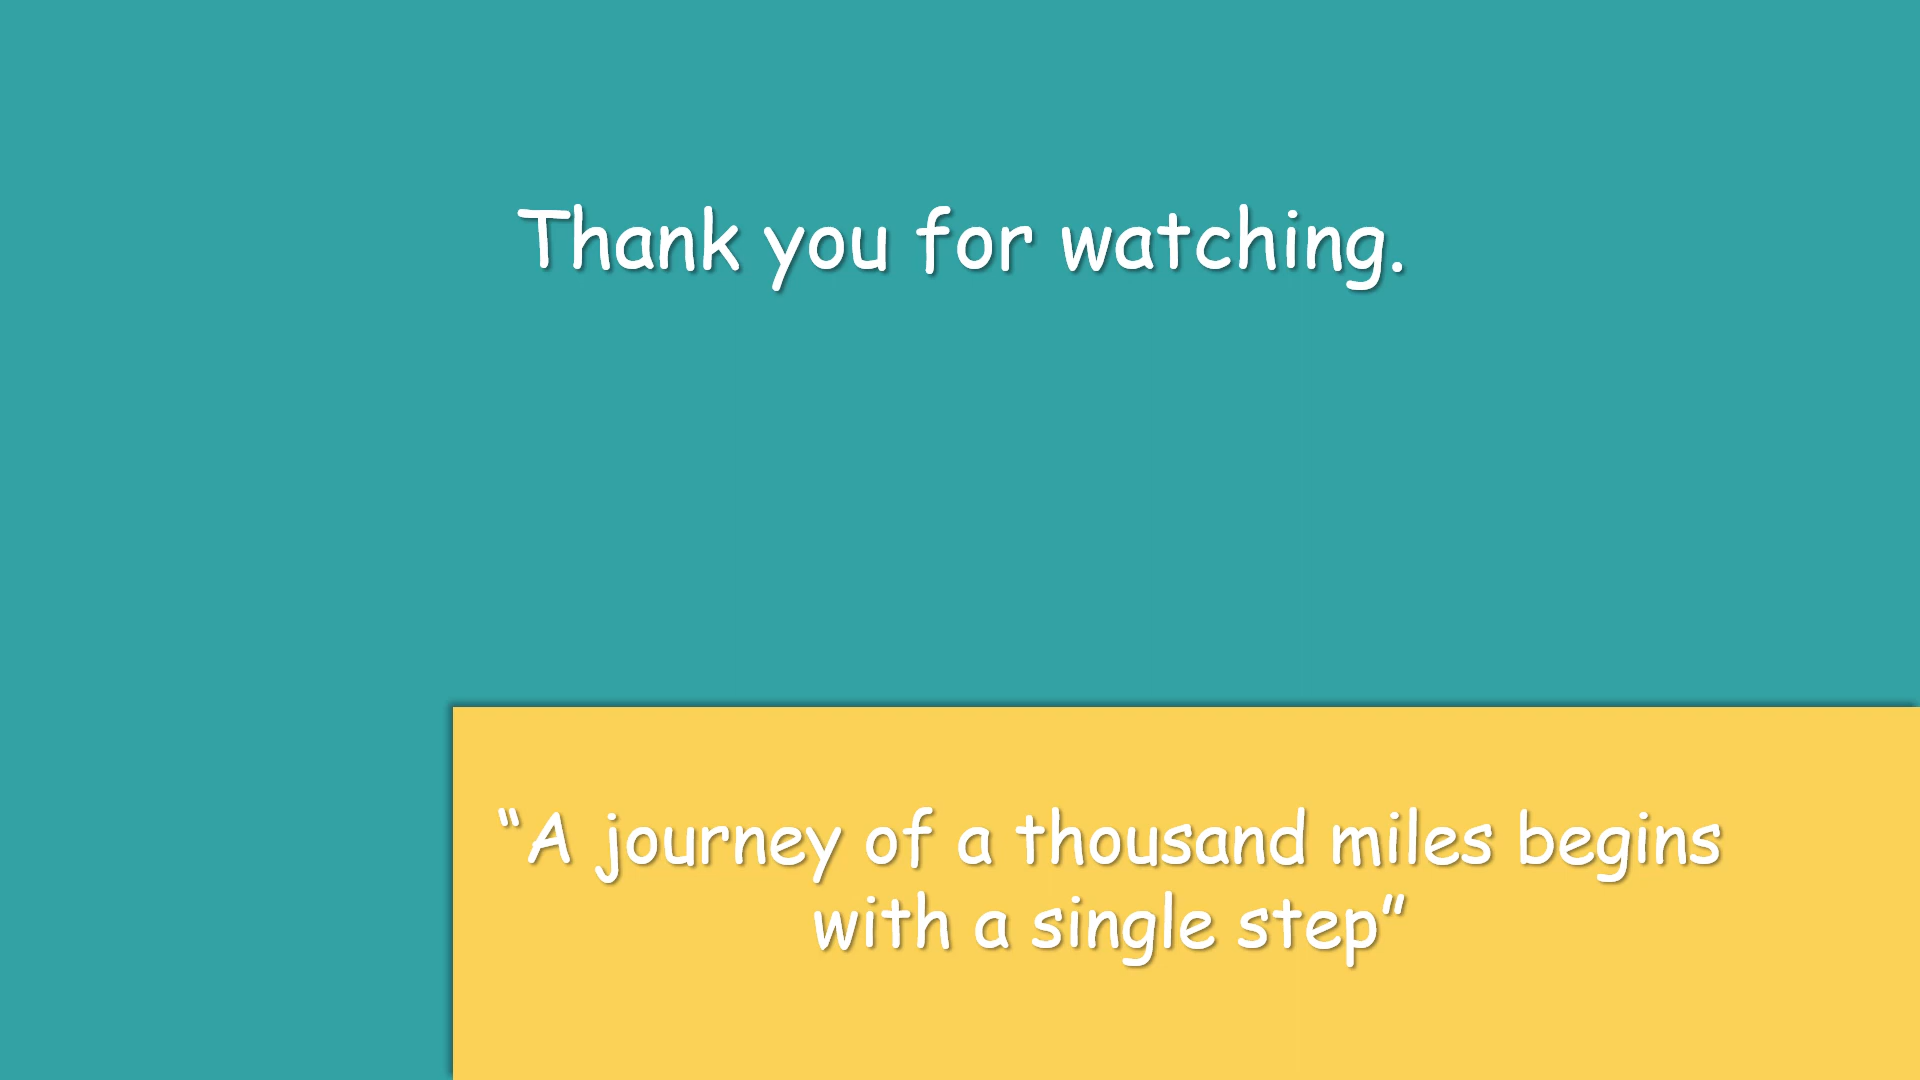 Thank you for watching.
“A journey of a thousand miles begins
with a single step”